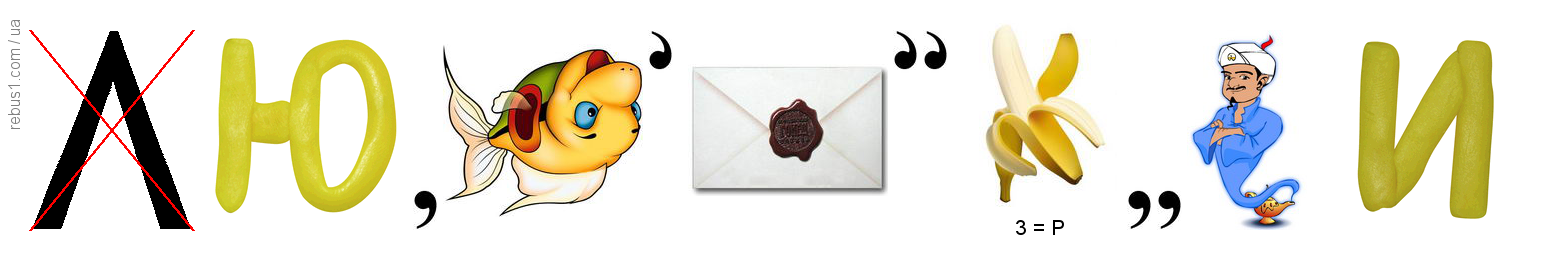 rebus1.com / ua
Л Ю , ’ ’’ К ,, И
3 = Р